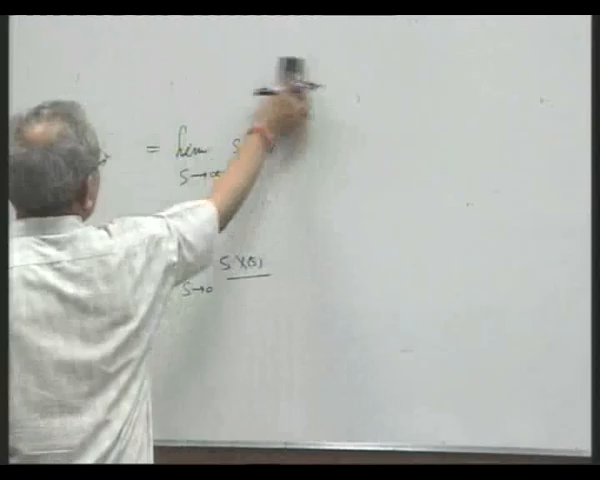 = lim S
S→∞
S X(s)
S→0